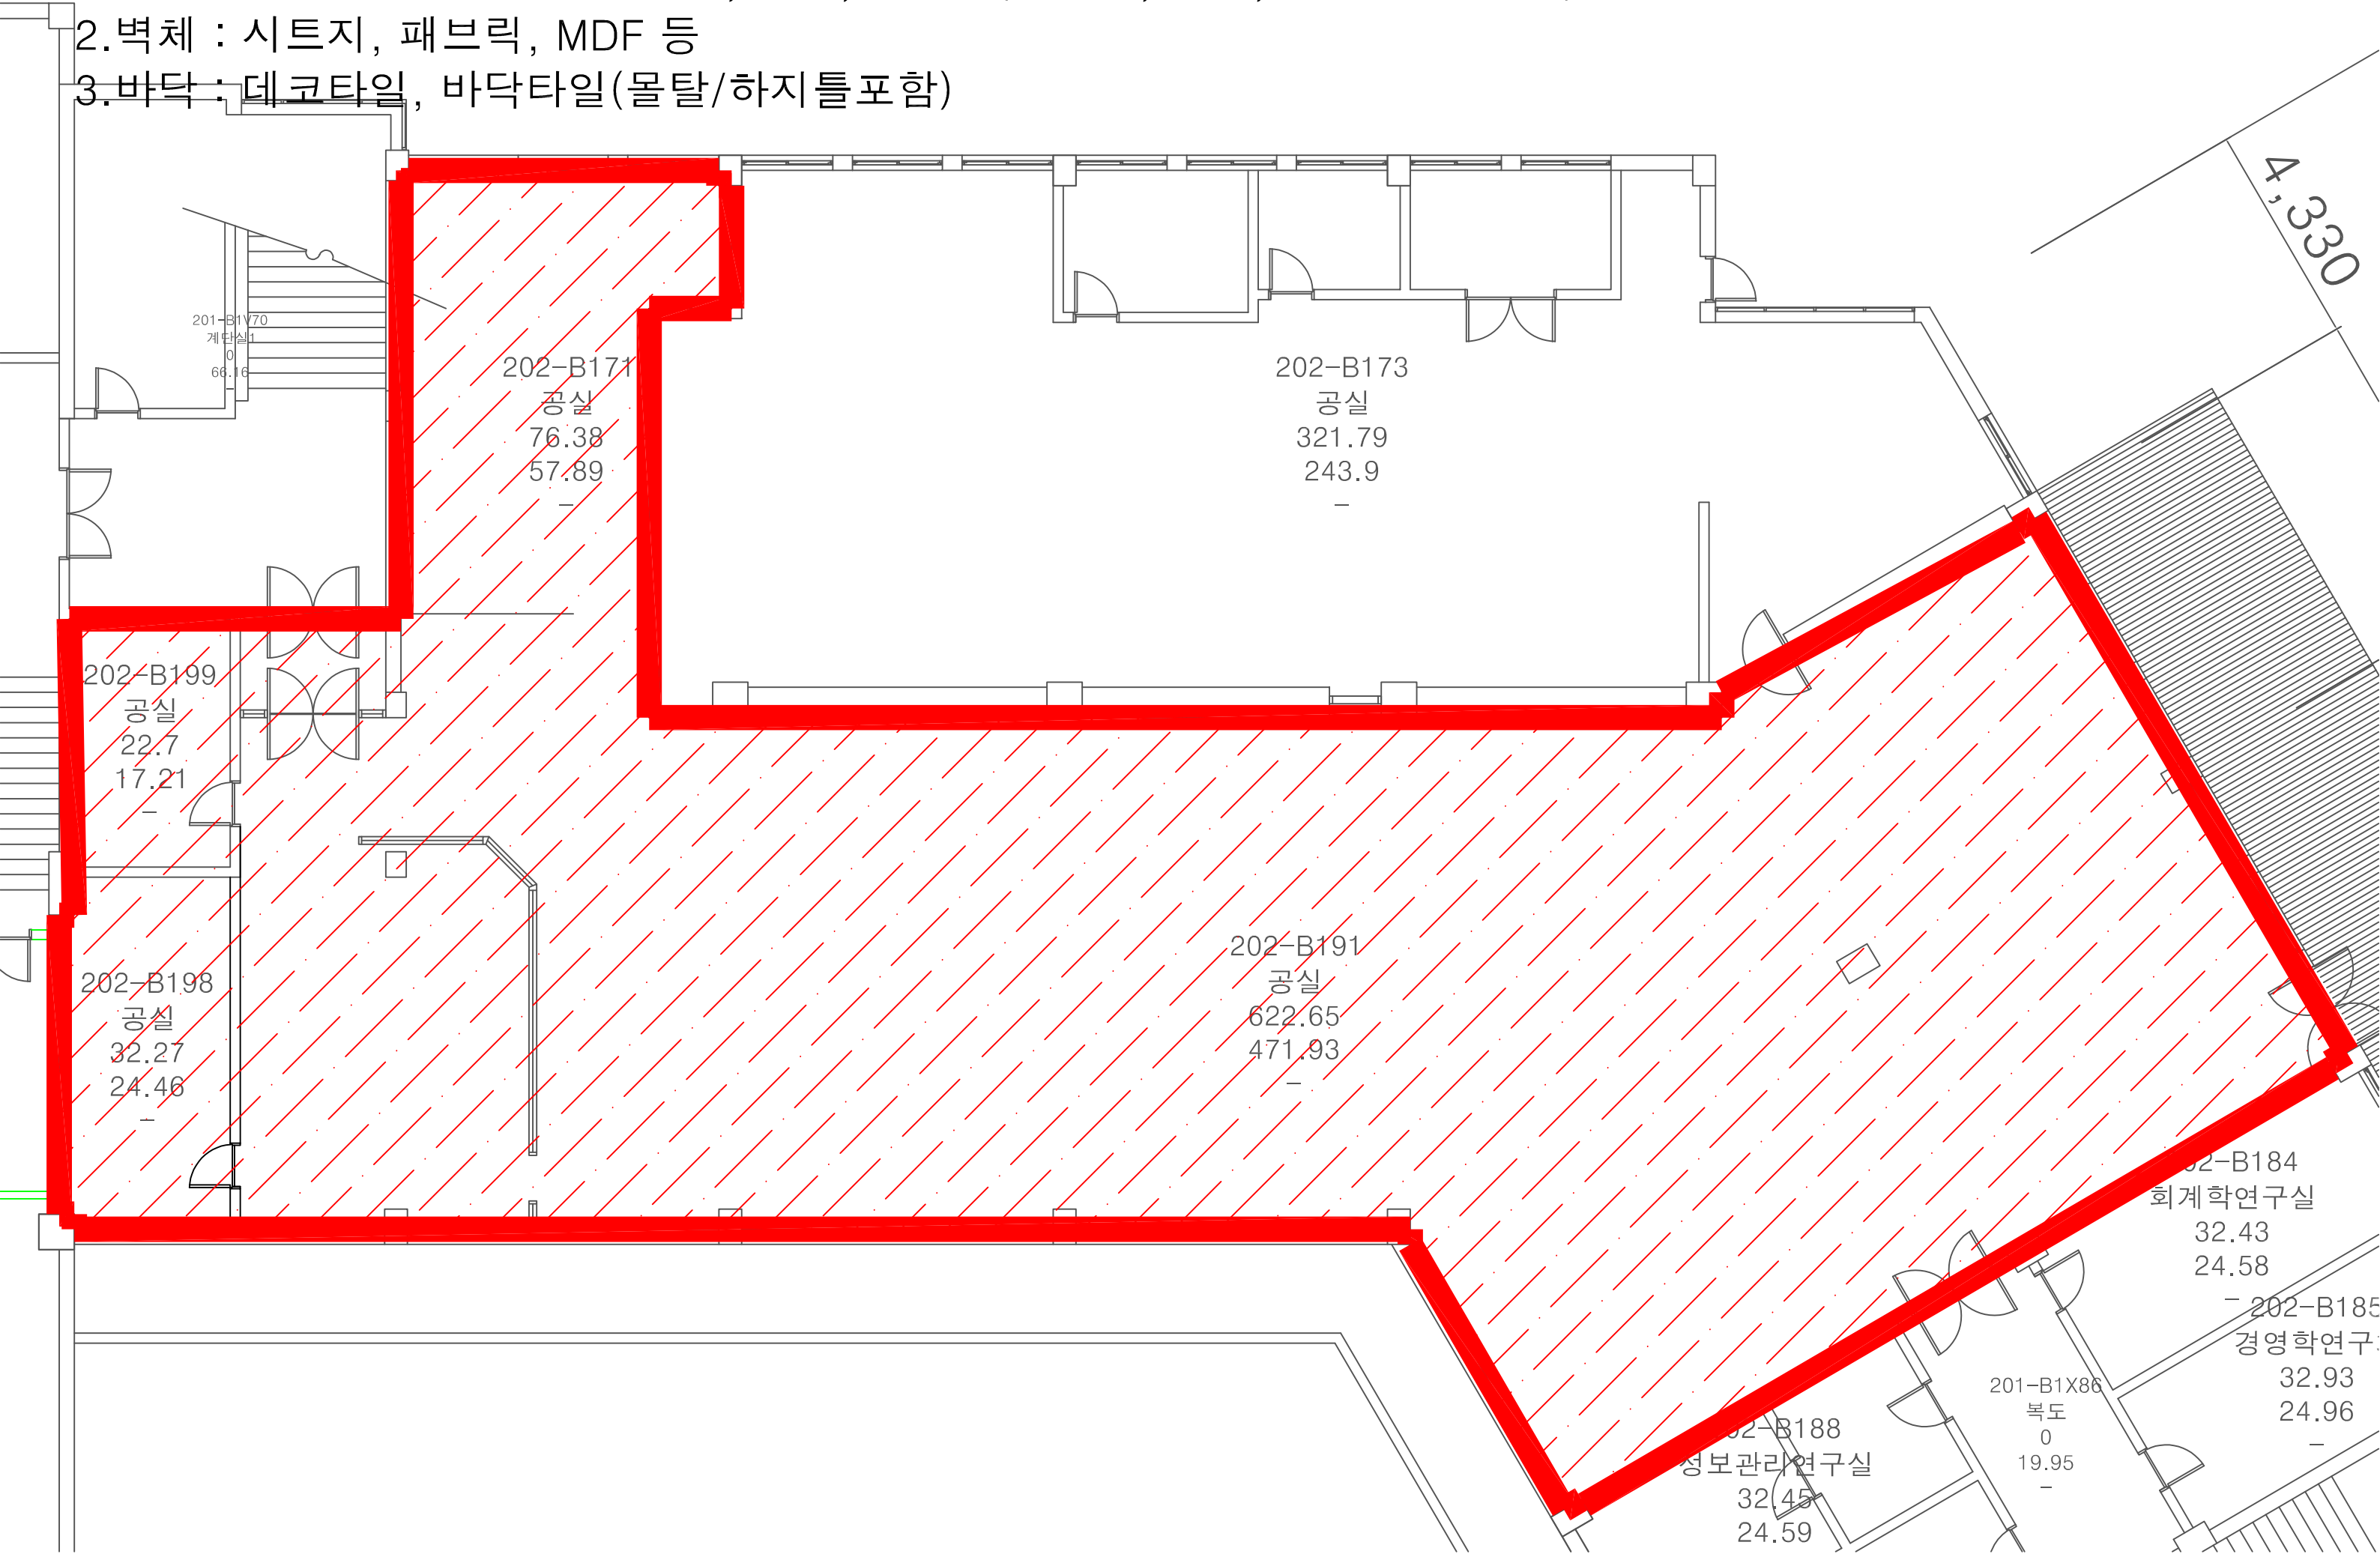 2.벽체 : 시트지, 패브릭, MDF 등
3.바닥 : 데코타일, 바닥타일(몰탈/하지틀포함)
4,330
201-B1V70
계단실1
0
66.16
-
202-B171
공실
76.38
57.89
-
202-B173
공실
321.79
243.9
-
202-B199
공실
22.7
17.21
-
202-B198
공실
32.27
24.46
-
202-B191
공실
622.65
471.93
-
02-B184
회계학연구실
32.43
24.58
-
202-B185
경영학연구
32.93
24.96
-
201-B1X86
복도
0
19.95
-
02-B188
정보관리연구실
32.45
24.59